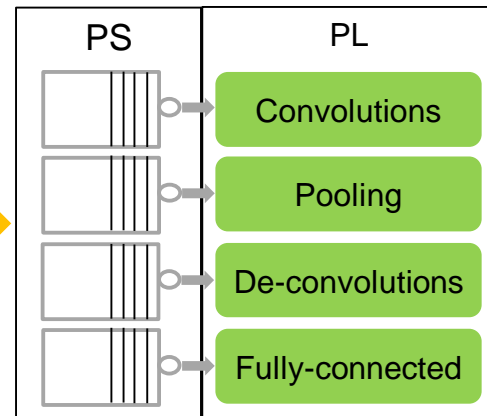 PS
PL
Convolutions
Pooling
De-convolutions
Fully-connected